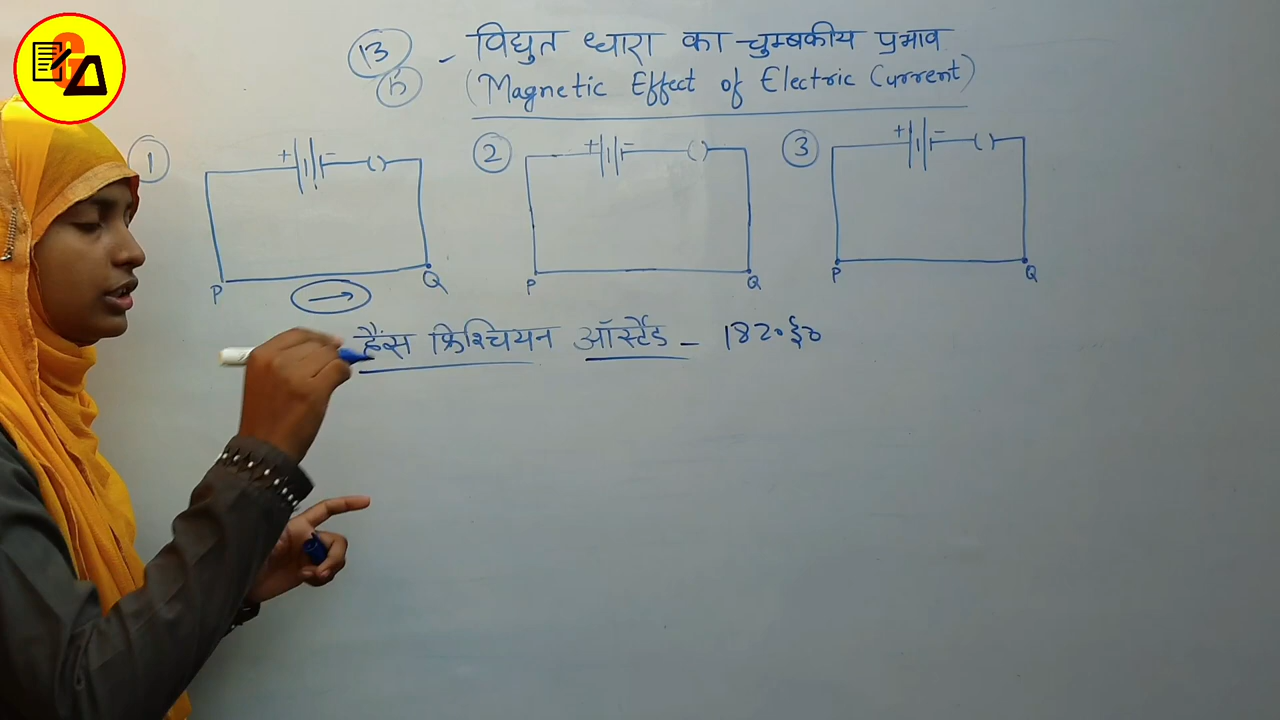 13 - विद्युत धारा का चुम्बकीय प्रभाव
b (Magnetic Effect of Electric Current)
1 + -
2 + -
3 + -
P Q
P Q
P Q
हैंस क्रिश्चियन ऑर्स्टेड - 1820 ई०